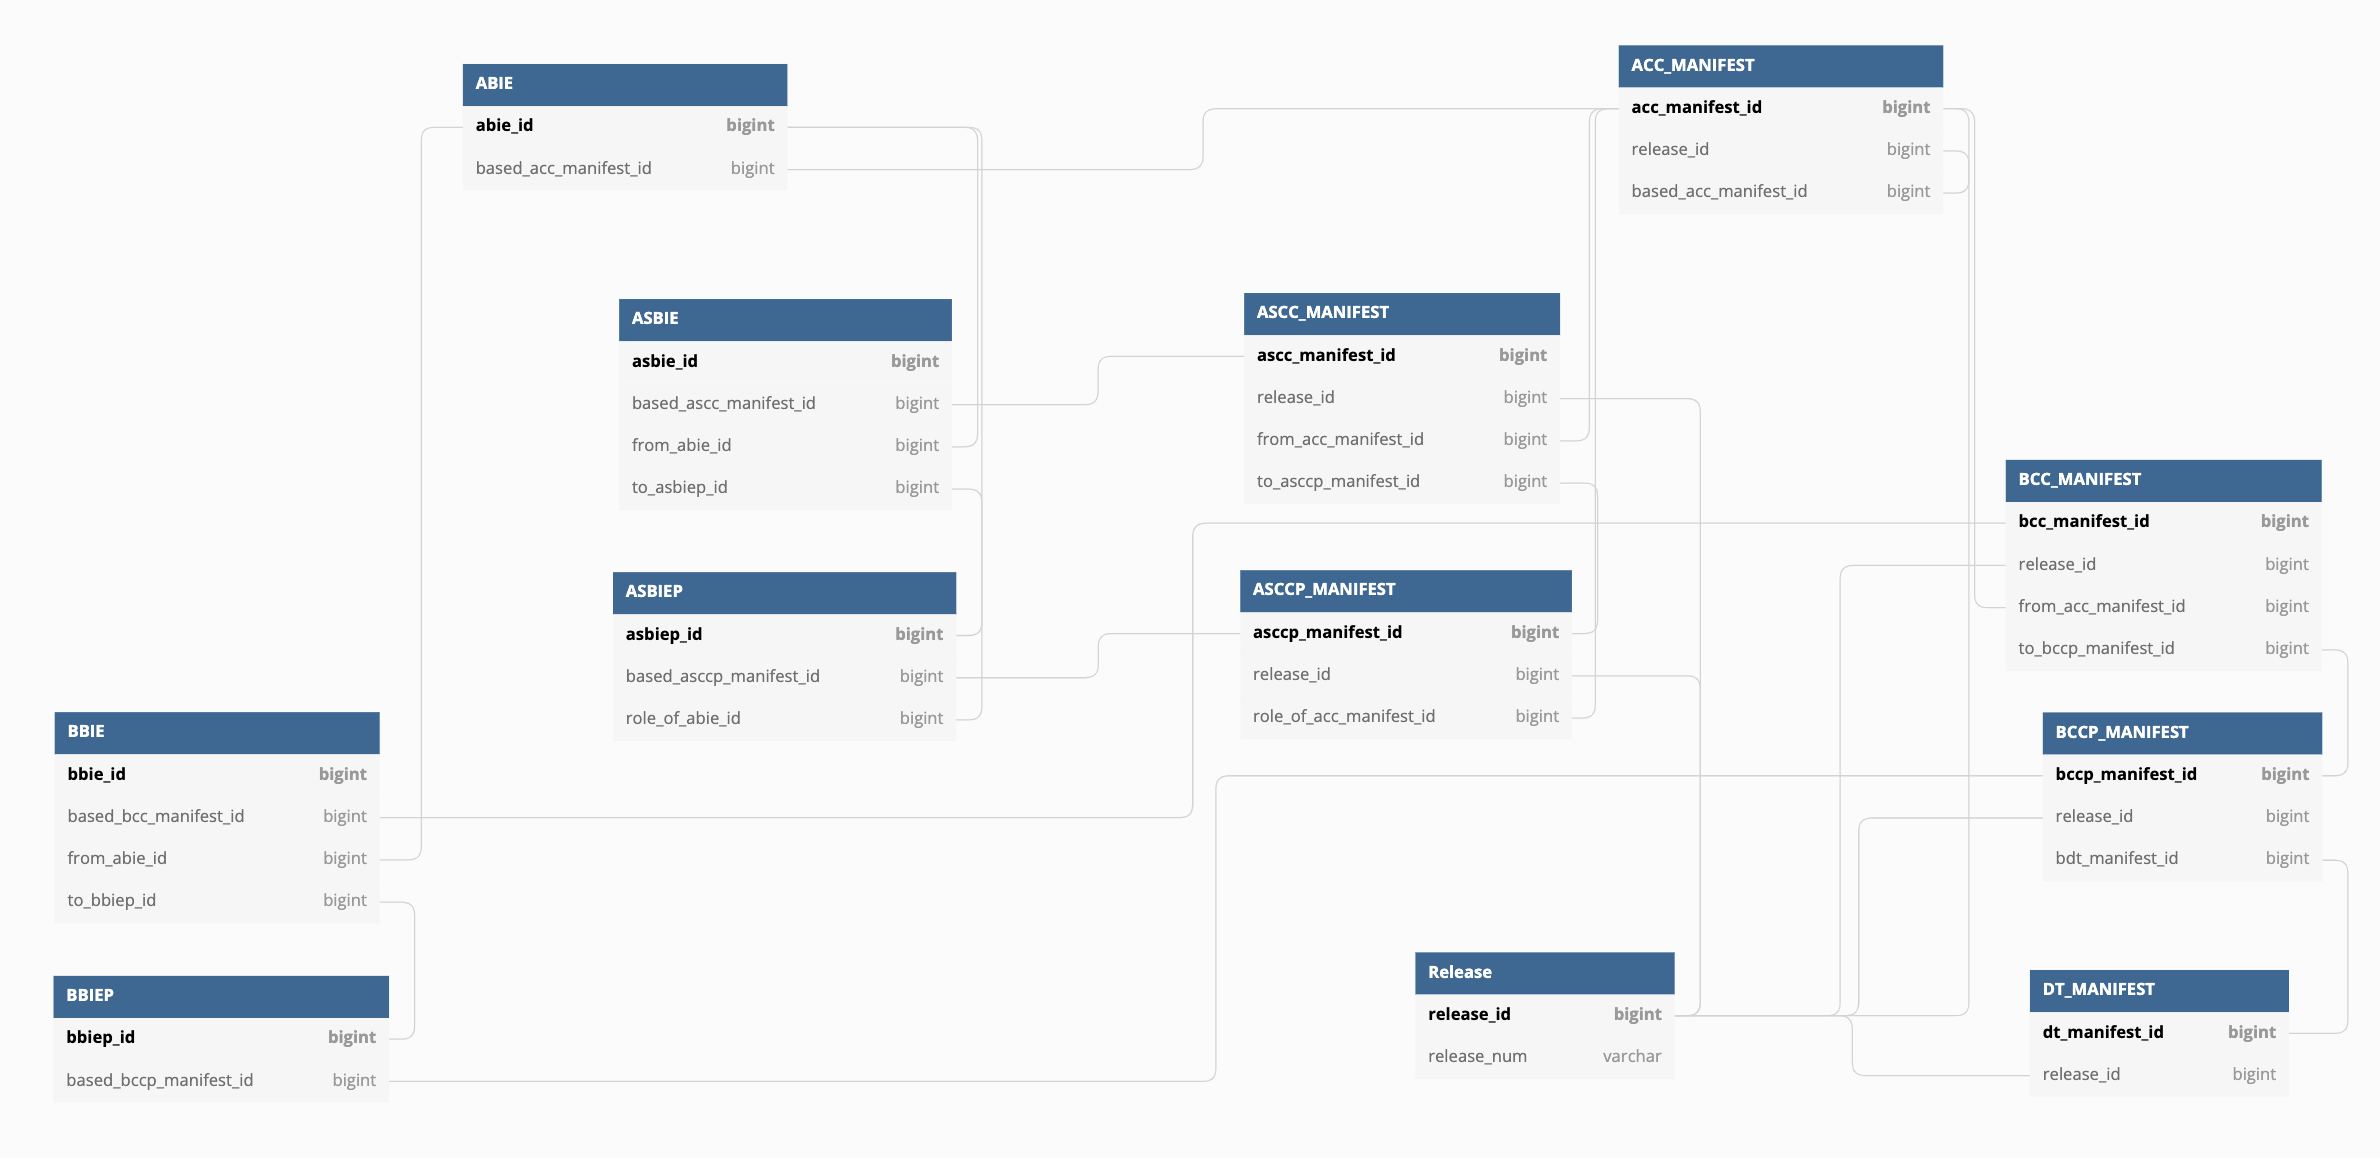 ABIE
abie_id bigint
based_acc_manifest_id bigint
ACC_MANIFEST
acc_manifest_id bigint
release_id bigint
based_acc_manifest_id bigint
ASBIE
asbie_id bigint
based_ascc_manifest_id bigint
from_abie_id bigint
to_asbiep_id bigint
ASCC_MANIFEST
ascc_manifest_id bigint
release_id bigint
from_acc_manifest_id bigint
to_asccp_manifest_id bigint
BCC_MANIFEST
bcc_manifest_id bigint
release_id bigint
from_acc_manifest_id bigint
to_bccp_manifest_id bigint
ASBIEP
asbiep_id bigint
based_asccp_manifest_id bigint
role_of_abie_id bigint
ASCCP_MANIFEST
asccp_manifest_id bigint
release_id bigint
role_of_acc_manifest_id bigint
BBIE
bbie_id bigint
based_bcc_manifest_id bigint
from_abie_id bigint
to_bbiep_id bigint
BCCP_MANIFEST
bccp_manifest_id bigint
release_id bigint
bdt_manifest_id bigint
BBIEP
bbiep_id bigint
based_bccp_manifest_id bigint
Release
release_id bigint
release_num varchar
DT_MANIFEST
dt_manifest_id bigint
release_id bigint